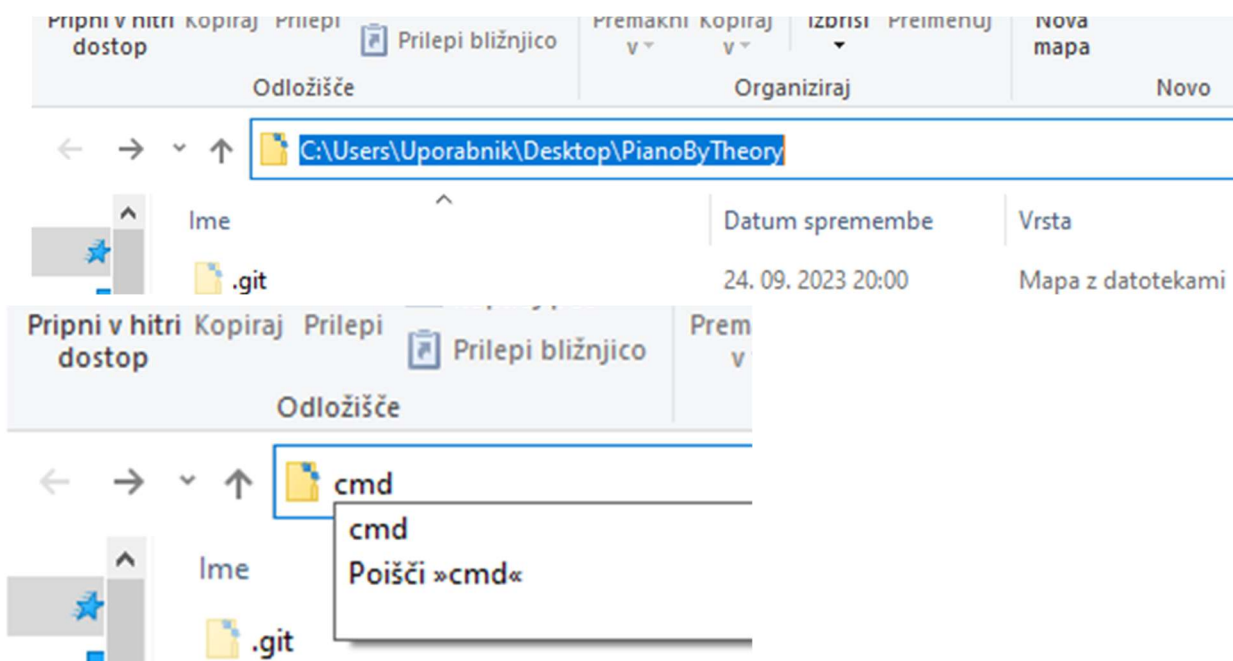 Pripni v hitri Kopiraj Prilepi Premakni Kopiraj Izbriši Preimenuj Nova
dostop Prilepi bližnjico v v mapa
Odložišče Organiziraj Novo
C:\Users\Uporabnik\Desktop\PianoByTheory
Ime Datum spremembe Vrsta
.git 24. 09. 2023 20:00 Mapa z datotekami
Pripni v hitri Kopiraj Prilepi Prem
dostop Prilepi bližnjico v
Odložišče
cmd
cmd
Ime Poišči »cmd«
.git